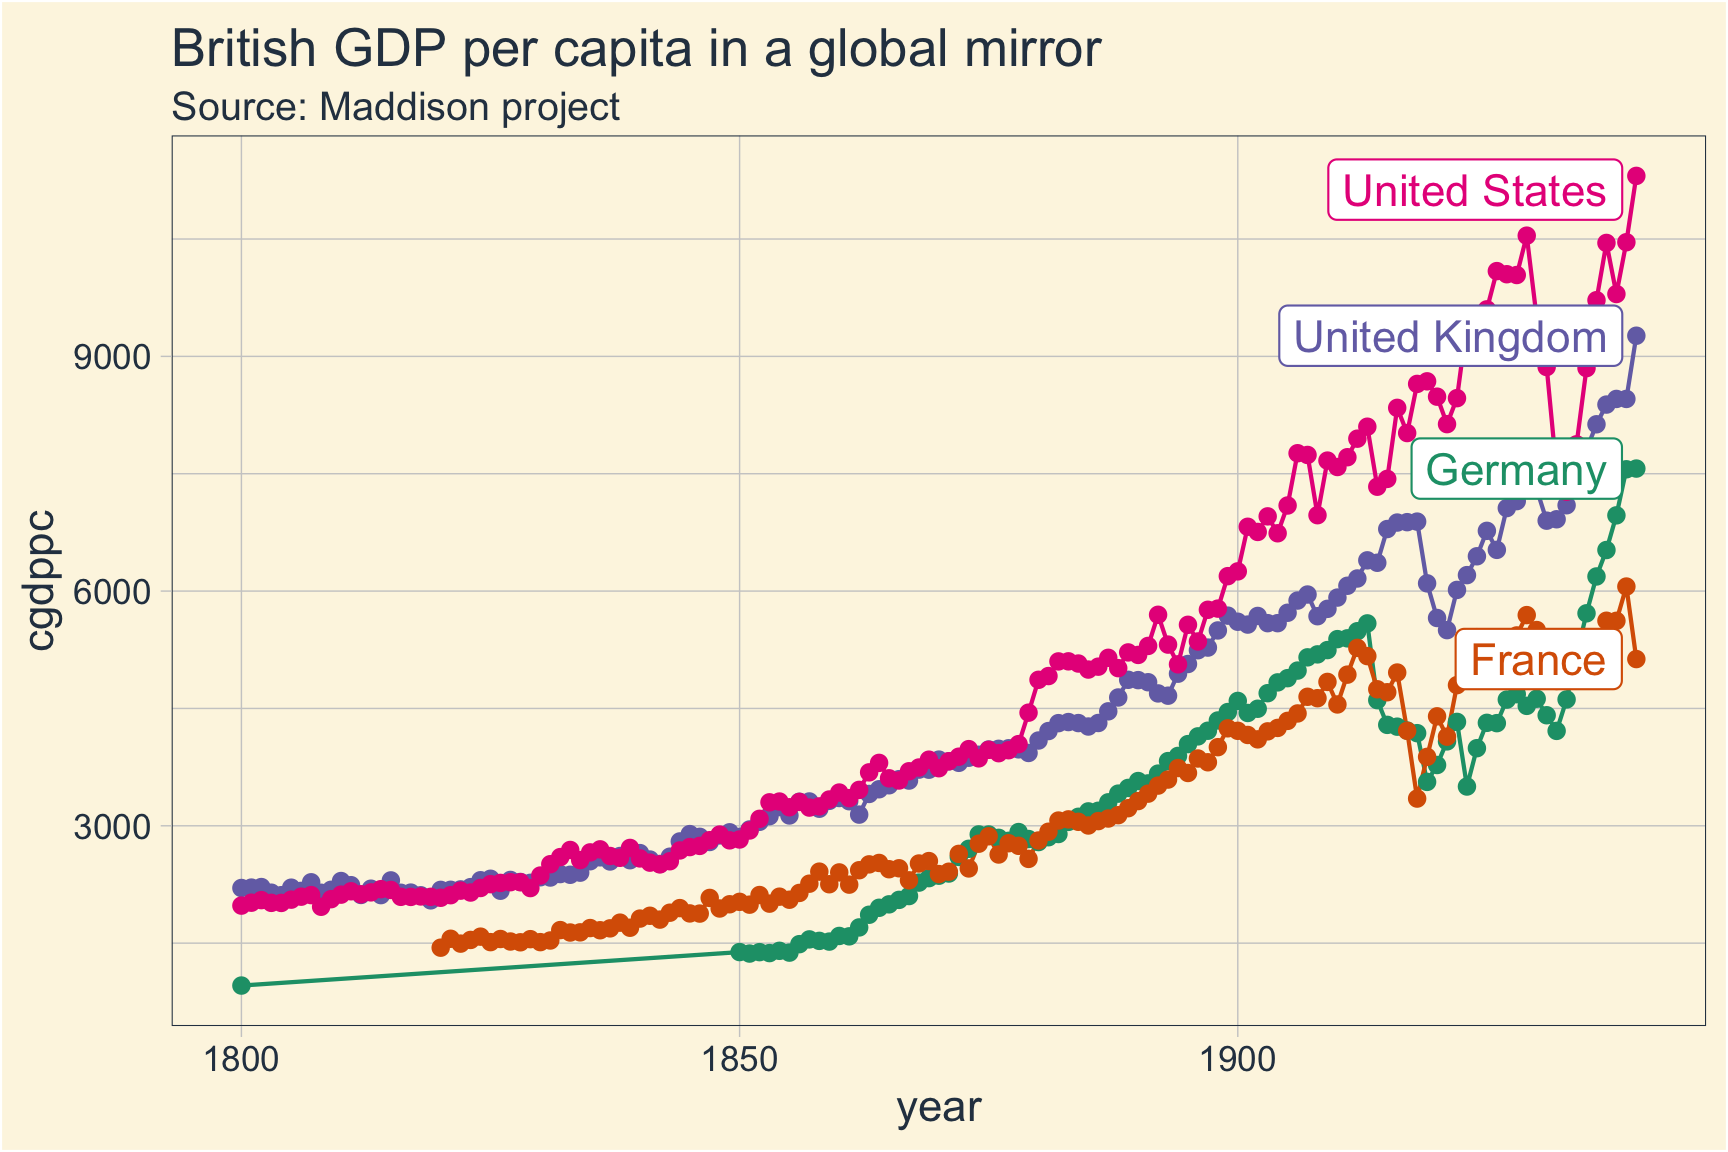 British GDP per capita in a global mirror
Source: Maddison project
United States
United Kingdom
9000
Germany
6000
France
3000
cgdppc
1800 1850 1900
year